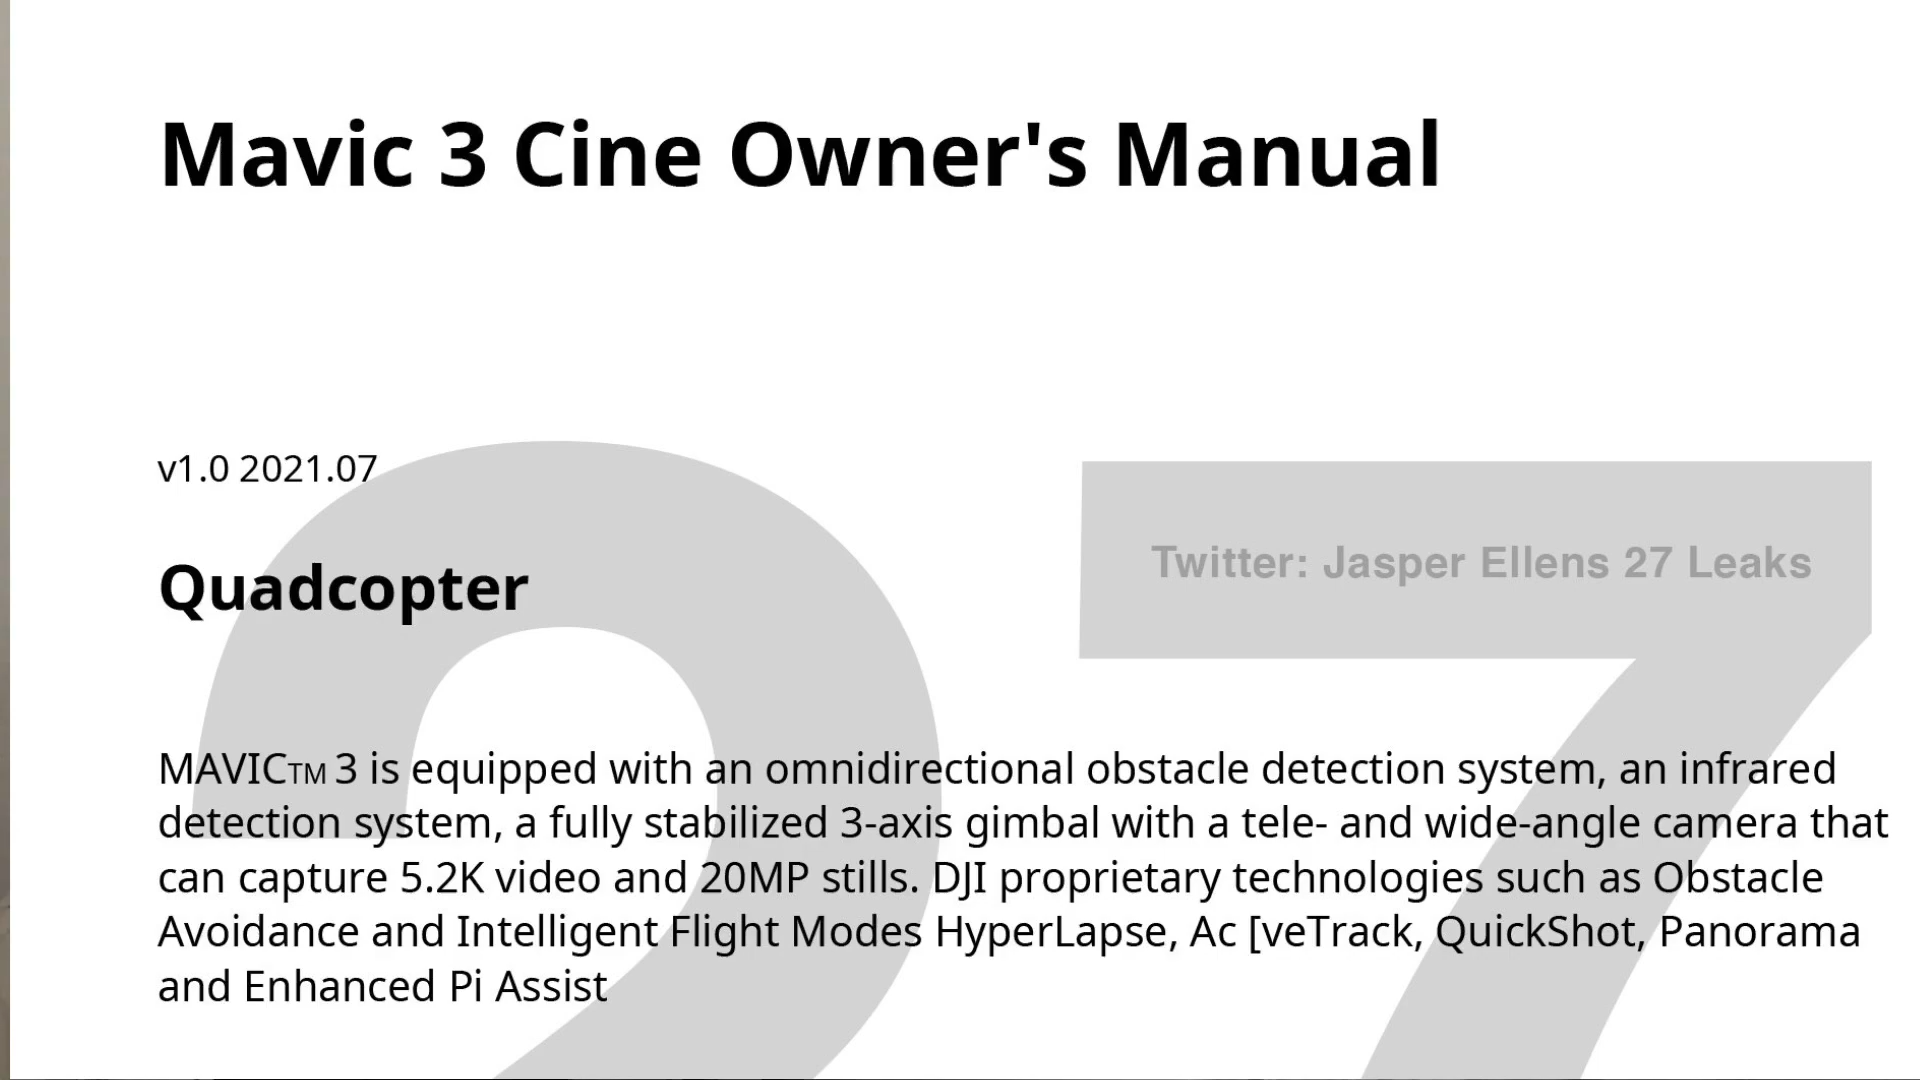 Mavic 3 Cine Owner's Manual
v1.0 2021.07
Quadcopter
Twitter: Jasper Ellens 27 Leaks
27
MAVICTM 3 is equipped with an omnidirectional obstacle detection system, an infrared
detection system, a fully stabilized 3-axis gimbal with a tele- and wide-angle camera that
can capture 5.2K video and 20MP stills. DJI proprietary technologies such as Obstacle
Avoidance and Intelligent Flight Modes HyperLapse, Ac [veTrack, QuickShot, Panorama
and Enhanced Pi Assist